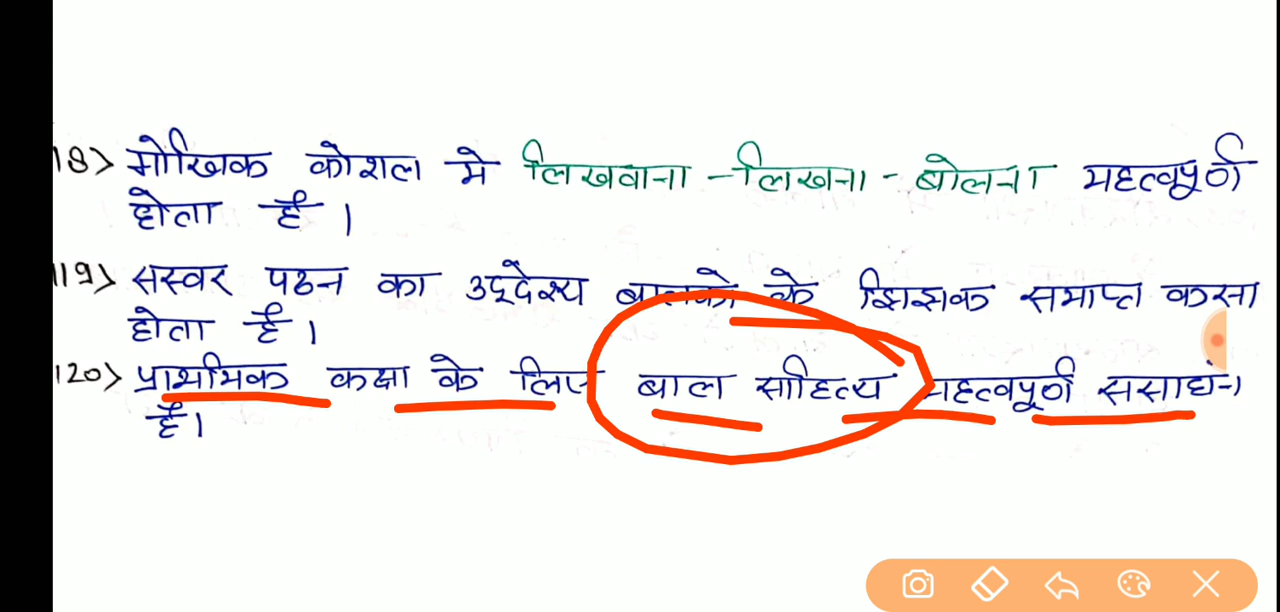 18> मोखिक कोशल मे लिखवाना - लिखना - बोलना महत्वपूर्ण
होता है ।
119> सस्वर पठन का उद्देश्य बालको के झिझक समाप्त करना
होता है ।
120> प्राथमिक कक्षा के लिए बाल साहित्य महत्वपूर्ण ससाधन
है ।